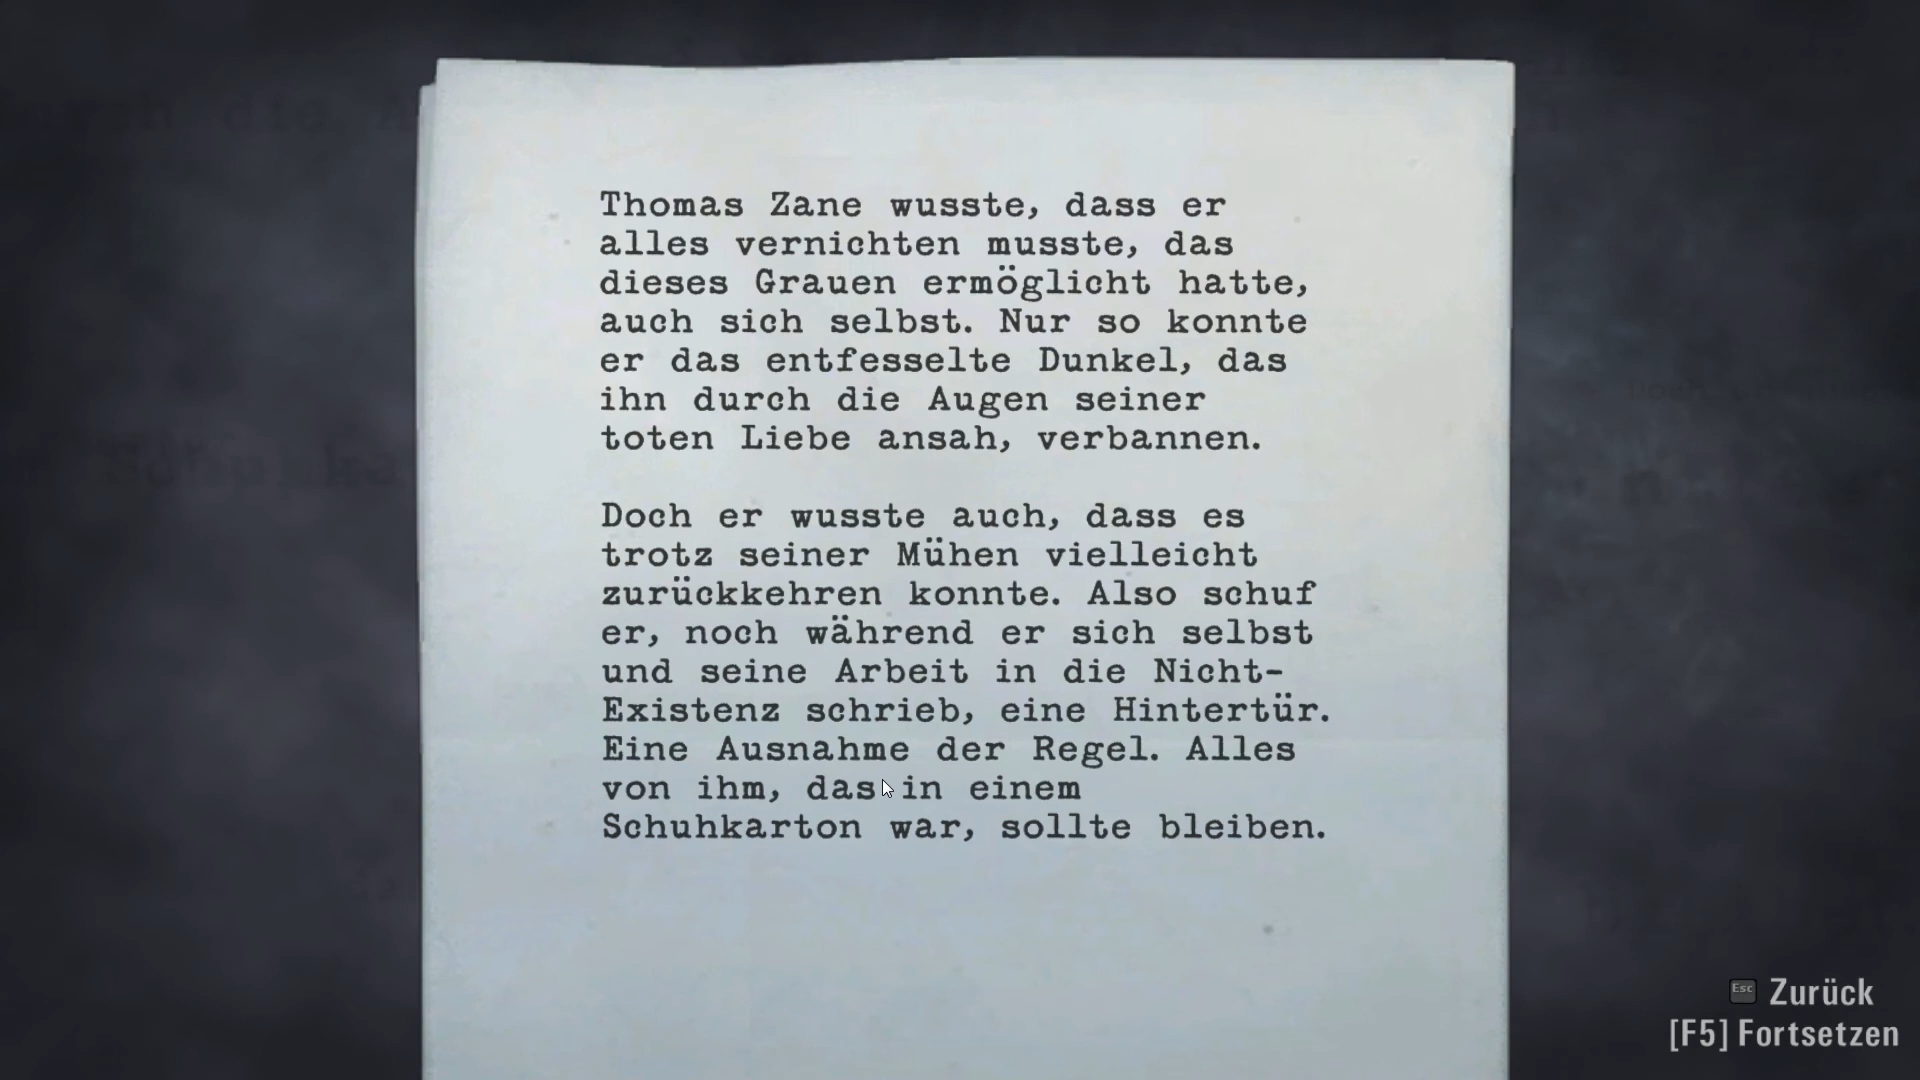 Thomas Zane wusste, dass er
alles vernichten musste, das
dieses Grauen ermöglicht hatte,
auch sich selbst. Nur so konnte
er das entfesselte Dunkel, das
ihn durch die Augen seiner
toten Liebe ansah, verbannen.
Doch er wusste auch, dass es
trotz seiner Mühen vielleicht
zurückkehren konnte. Also schuf
er, noch während er sich selbst
und seine Arbeit in die Nicht-
Existenz schrieb, eine Hintertür.
Eine Ausnahme der Regel. Alles
von ihm, das in einem
Schuhkarton war, sollte bleiben.
Esc Zurück
[F5] Fortsetzen